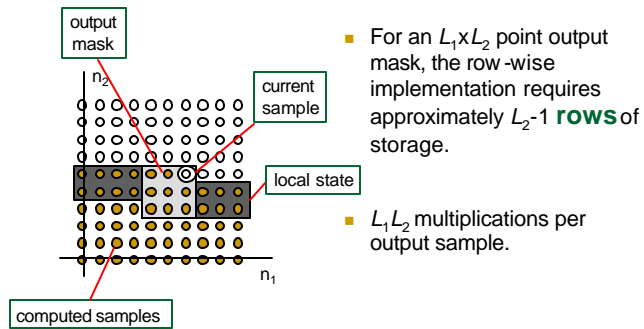 output
mask
n2
current
sample
local state
n1
computed samples
■ For an L1xL2 point output
mask, the row-wise
implementation requires
approximately L2-1 rows of
storage.
■ L1L2 multiplications per
output sample.